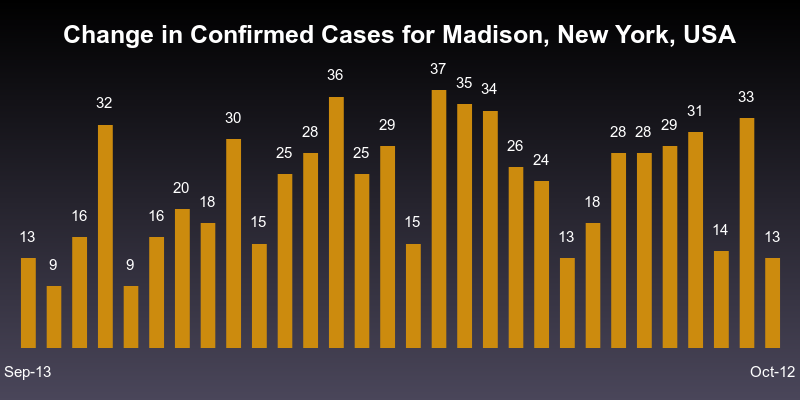 Change in Confirmed Cases for Madison, New York, USA
13 9 16 32 9 16 20 18 30 15 25 28 36 25 29 15 37 35 34 26 24 13 18 28 28 29 31 14 33 13
Sep-13 Oct-12